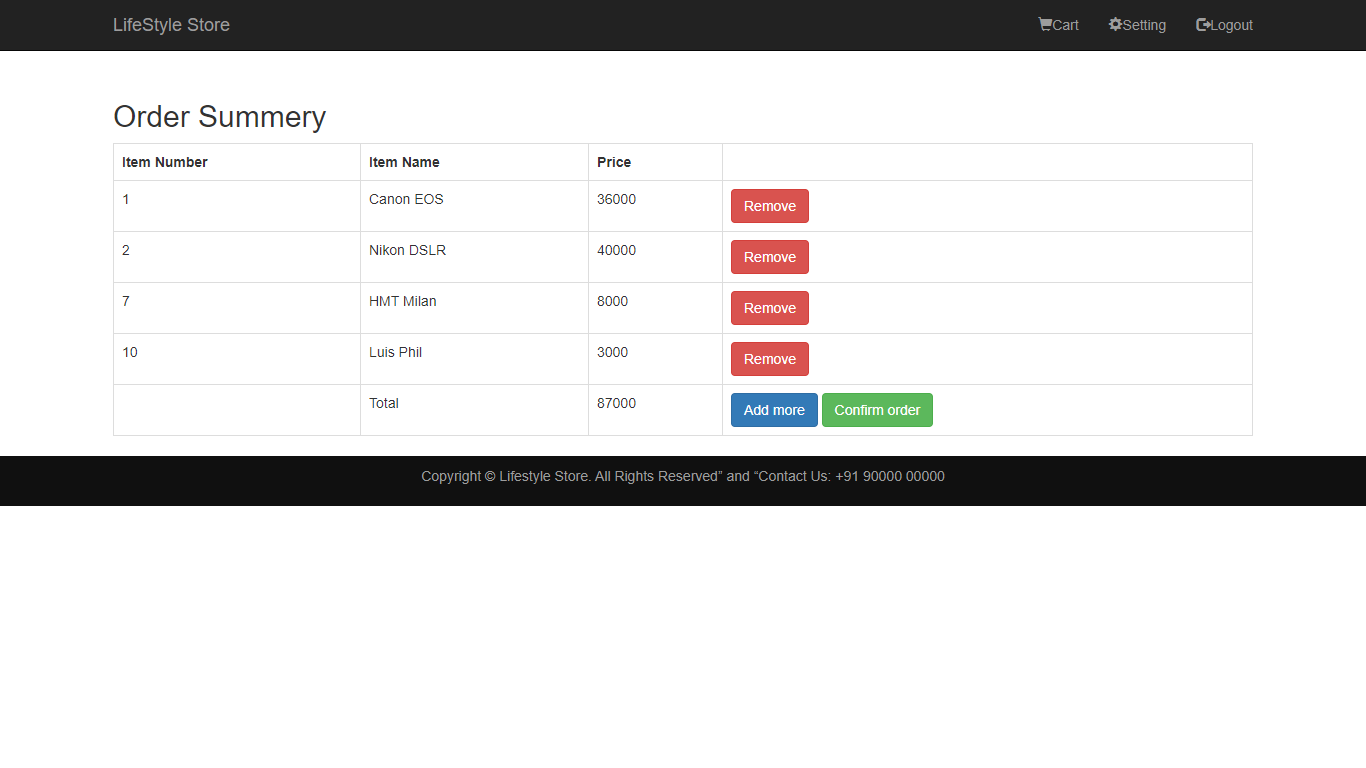 LifeStyle Store Cart Setting Logout
Order Summery
Item Number Item Name Price
1 Canon EOS 36000 Remove
2 Nikon DSLR 40000 Remove
7 HMT Milan 8000 Remove
10 Luis Phil 3000 Remove
Total 87000 Add more Confirm order
Copyright © Lifestyle Store. All Rights Reserved” and “Contact Us: +91 90000 00000